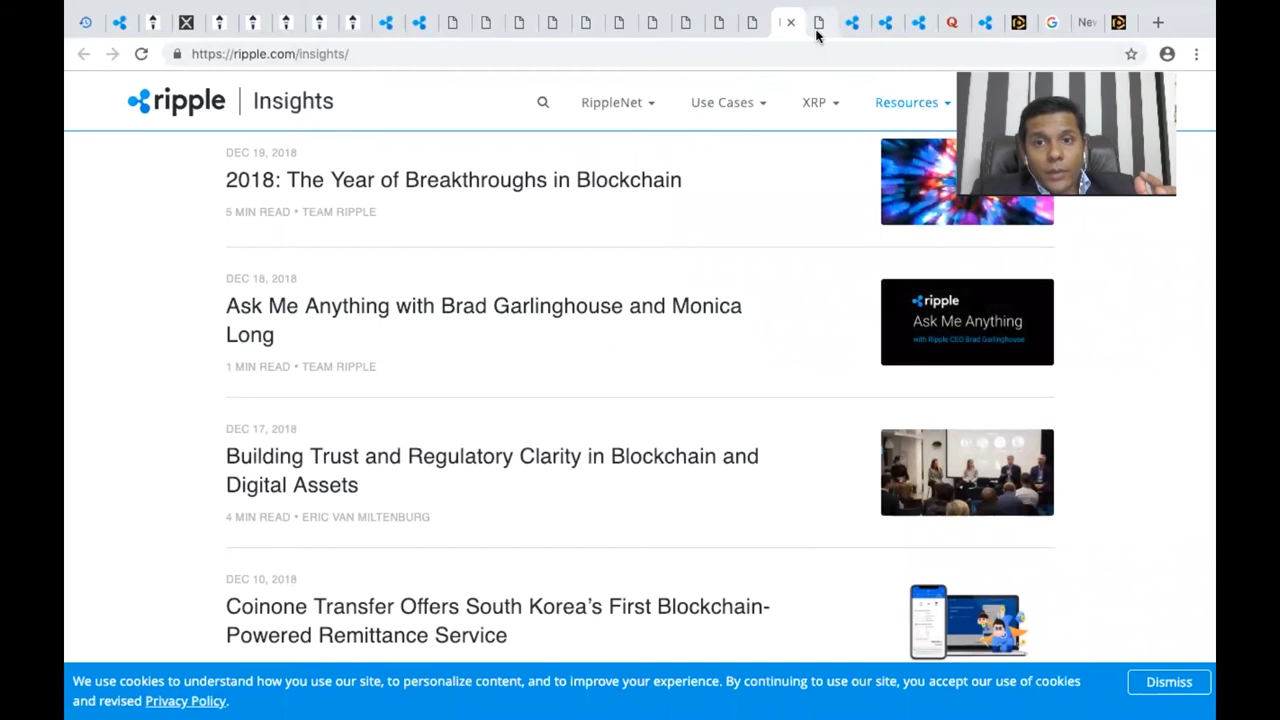 Nev
https://ripple.com/insights/
ripple | Insights
RippleNet
Use Cases
XRP
Resources
DEC 19, 2018
2018: The Year of Breakthroughs in Blockchain
5 MIN READ • TEAM RIPPLE
DEC 18, 2018
Ask Me Anything with Brad Garlinghouse and Monica
Long
1 MIN READ • TEAM RIPPLE
ripple
Ask Me Anything
with Ripple CEO Brad Garlinghouse
DEC 17, 2018
Building Trust and Regulatory Clarity in Blockchain and
Digital Assets
4 MIN READ • ERIC VAN MILTENBURG
DEC 10, 2018
Coinone Transfer Offers South Korea’s First Blockchain-
Powered Remittance Service
We use cookies to understand how you use our site, to personalize content, and to improve your experience. By continuing to use our site, you accept our use of cookies
and revised Privacy Policy.
Dismiss